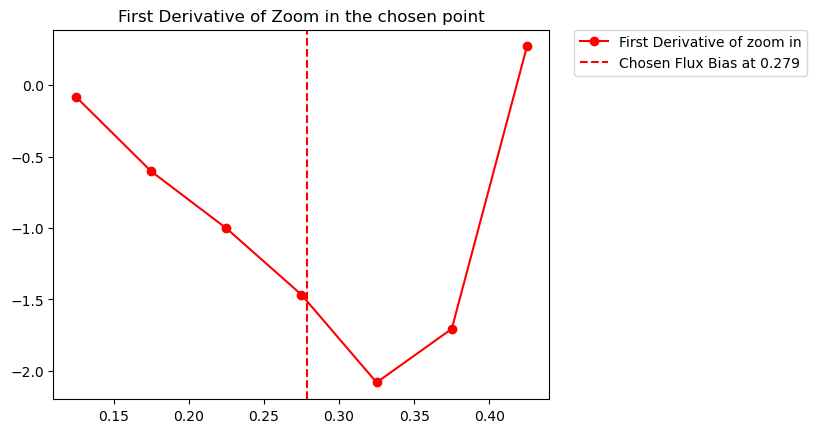 First Derivative of Zoom in the chosen point
First Derivative of zoom in
Chosen Flux Bias at 0.279
0.0
−0.5
−1.0
−1.5
−2.0
0.15 0.20 0.25 0.30 0.35 0.40